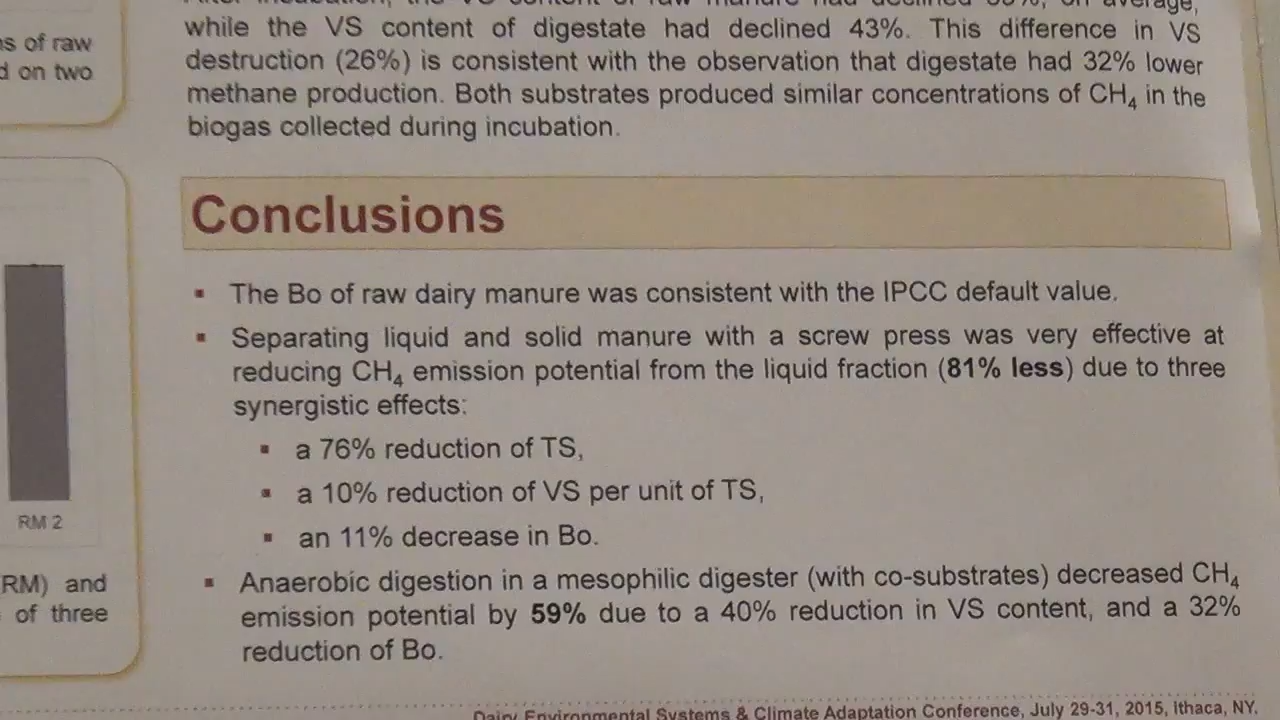 while the VS content of digestate had declined 43%. This difference in VS
destruction (26%) is consistent with the observation that digestate had 32% lower
methane production. Both substrates produced similar concentrations of CH4 in the
biogas collected during incubation.
of raw
on two
Conclusions
▪ The Bo of raw dairy manure was consistent with the IPCC default value.
▪ Separating liquid and solid manure with a screw press was very effective at
reducing CH4 emission potential from the liquid fraction (81% less) due to three
synergistic effects:
▪ a 76% reduction of TS,
▪ a 10% reduction of VS per unit of TS,
▪ an 11% decrease in Bo.
▪ Anaerobic digestion in a mesophilic digester (with co-substrates) decreased CH4
emission potential by 59% due to a 40% reduction in VS content, and a 32%
reduction of Bo.
RM 2
RM) and
of three
Dairy Environmental Systems & Climate Adaptation Conference, July 29-31, 2015, Ithaca, NY.